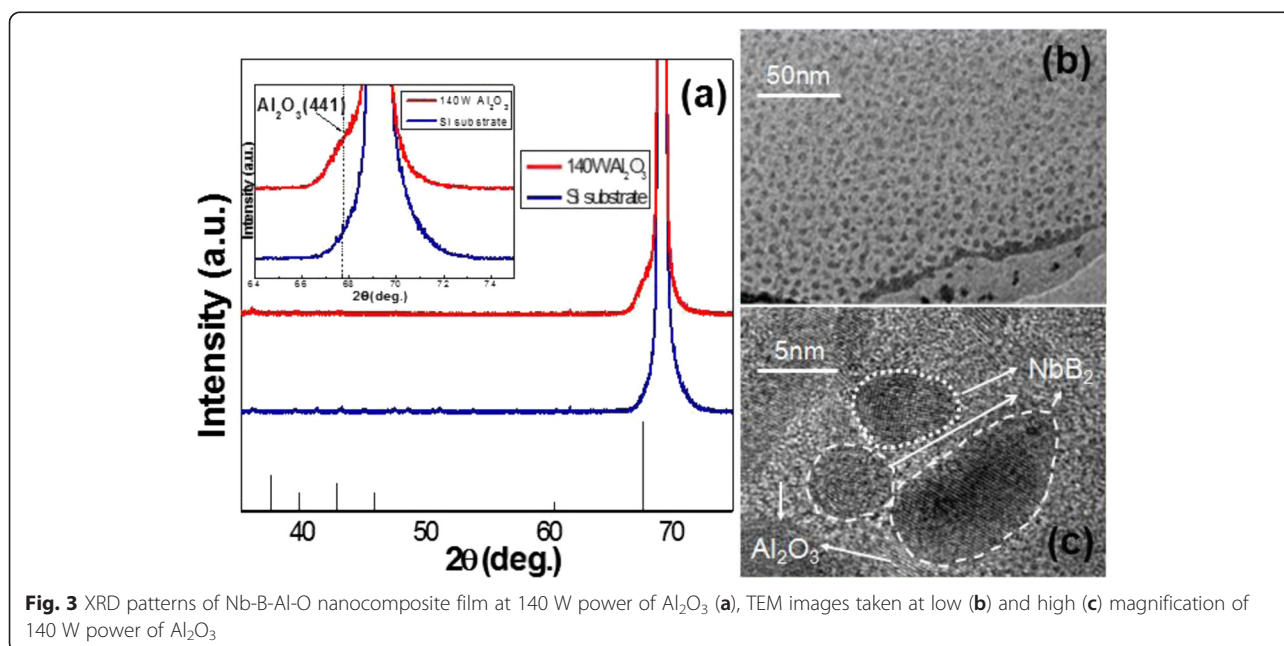 (a)
Al₂O₃(441)
140W Al₂O₃
SI substrate
Intensity (a.u.)
64 66 68 70 72 74
2θ(deg.)
140WAl₂O₃
Si substrate
Intensity (a.u.)
40 50 60 70
2θ (deg.)
(b)
50nm
5nm
NbB₂
Al₂O₃
(c)
Fig. 3 XRD patterns of Nb-B-Al-O nanocomposite film at 140 W power of Al₂O₃ (a), TEM images taken at low (b) and high (c) magnification of
140 W power of Al₂O₃